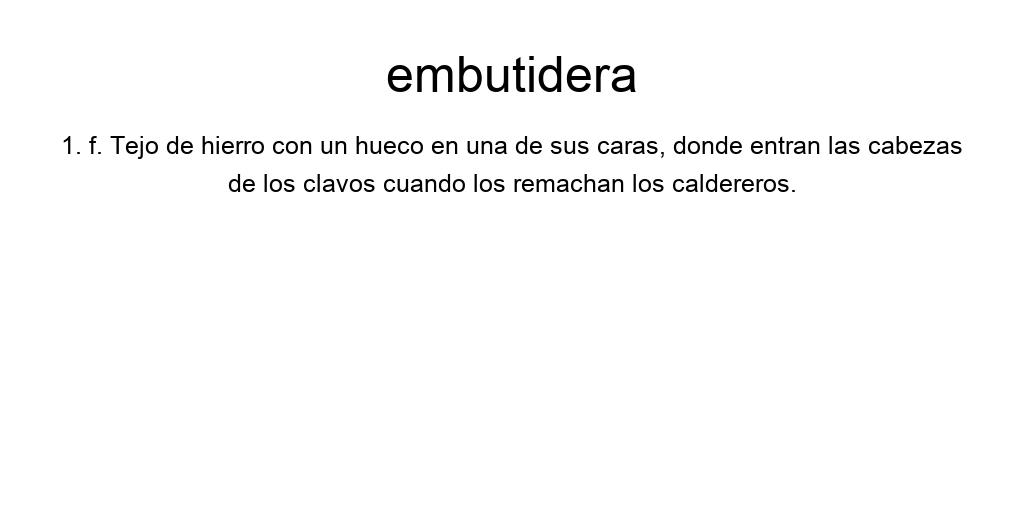 embutidera
1. f. Tejo de hierro con un hueco en una de sus caras, donde entran las cabezas
de los clavos cuando los remachan los caldereros.